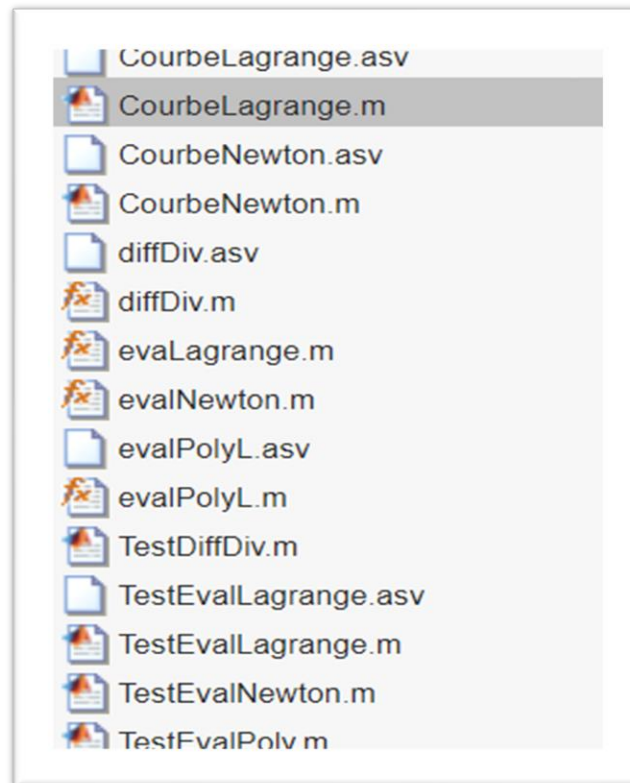 CourbeLagrange.asv
CourbeLagrange.m
CourbeNewton.asv
CourbeNewton.m
diffDiv.asv
diffDiv.m
evaLagrange.m
evalNewton.m
evalPolyL.asv
evalPolyL.m
TestDiffDiv.m
TestEvalLagrange.asv
TestEvalLagrange.m
TestEvalNewton.m
TestEvalPoly.m